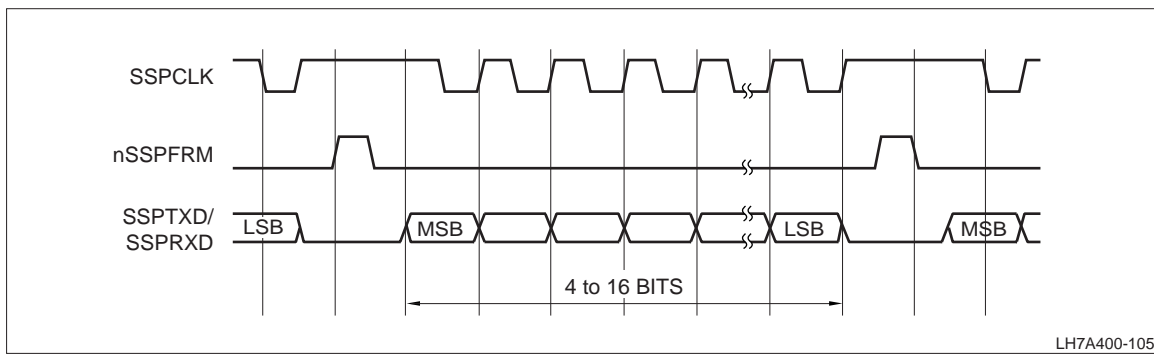 SSPCLK
nSSPFRM
SSPTXD/
SSPRXD
LSB
MSB
LSB
MSB
4 to 16 BITS
LH7A400-105